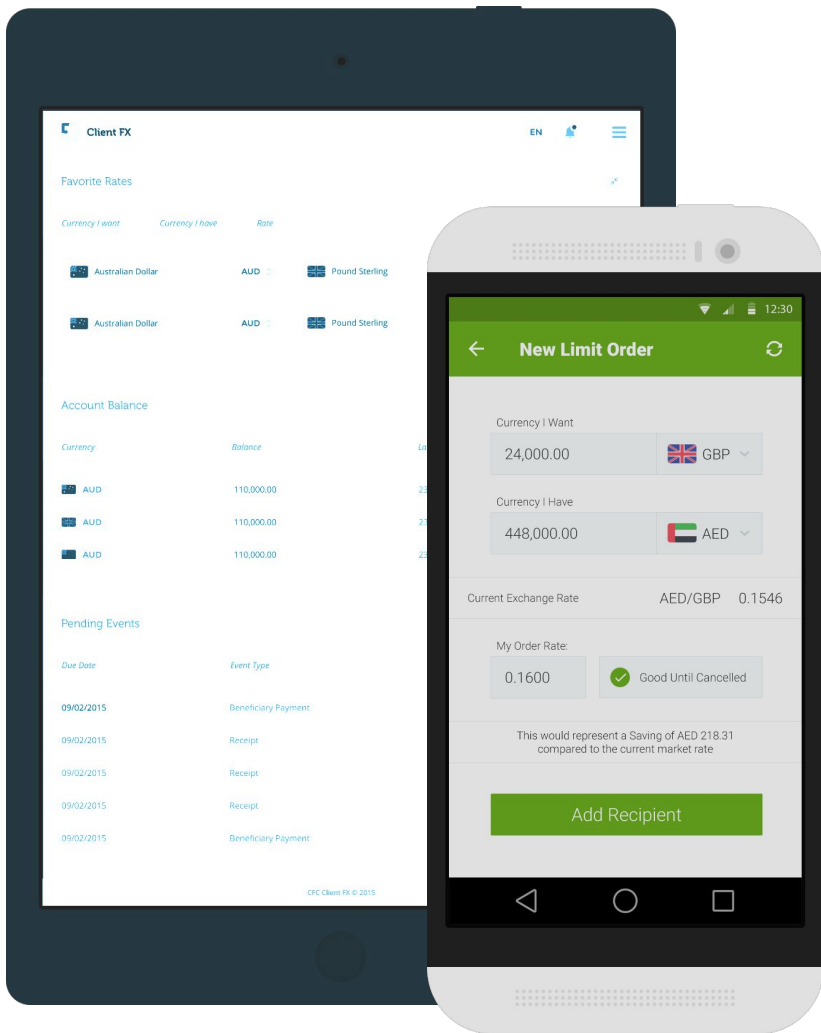 Client FX
EN
Favorite Rates
Currency I want Currency I have Rate
Australian Dollar AUD Pound Sterling
Australian Dollar AUD Pound Sterling
Account Balance
Currency Balance La
AUD 110,000.00 23
AUD 110,000.00 23
AUD 110,000.00 23
Pending Events
Due Date Event Type
09/02/2015 Beneficiary Payment
09/02/2015 Receipt
09/02/2015 Receipt
09/02/2015 Receipt
09/02/2015 Beneficiary Payment
CFC Client FX © 2015
12:30
New Limit Order
Currency I Want
24,000.00 GBP
Currency I Have
448,000.00 AED
Current Exchange Rate AED/GBP 0.1546
My Order Rate:
0.1600 Good Until Cancelled
This would represent a Saving of AED 218.31
compared to the current market rate
Add Recipient